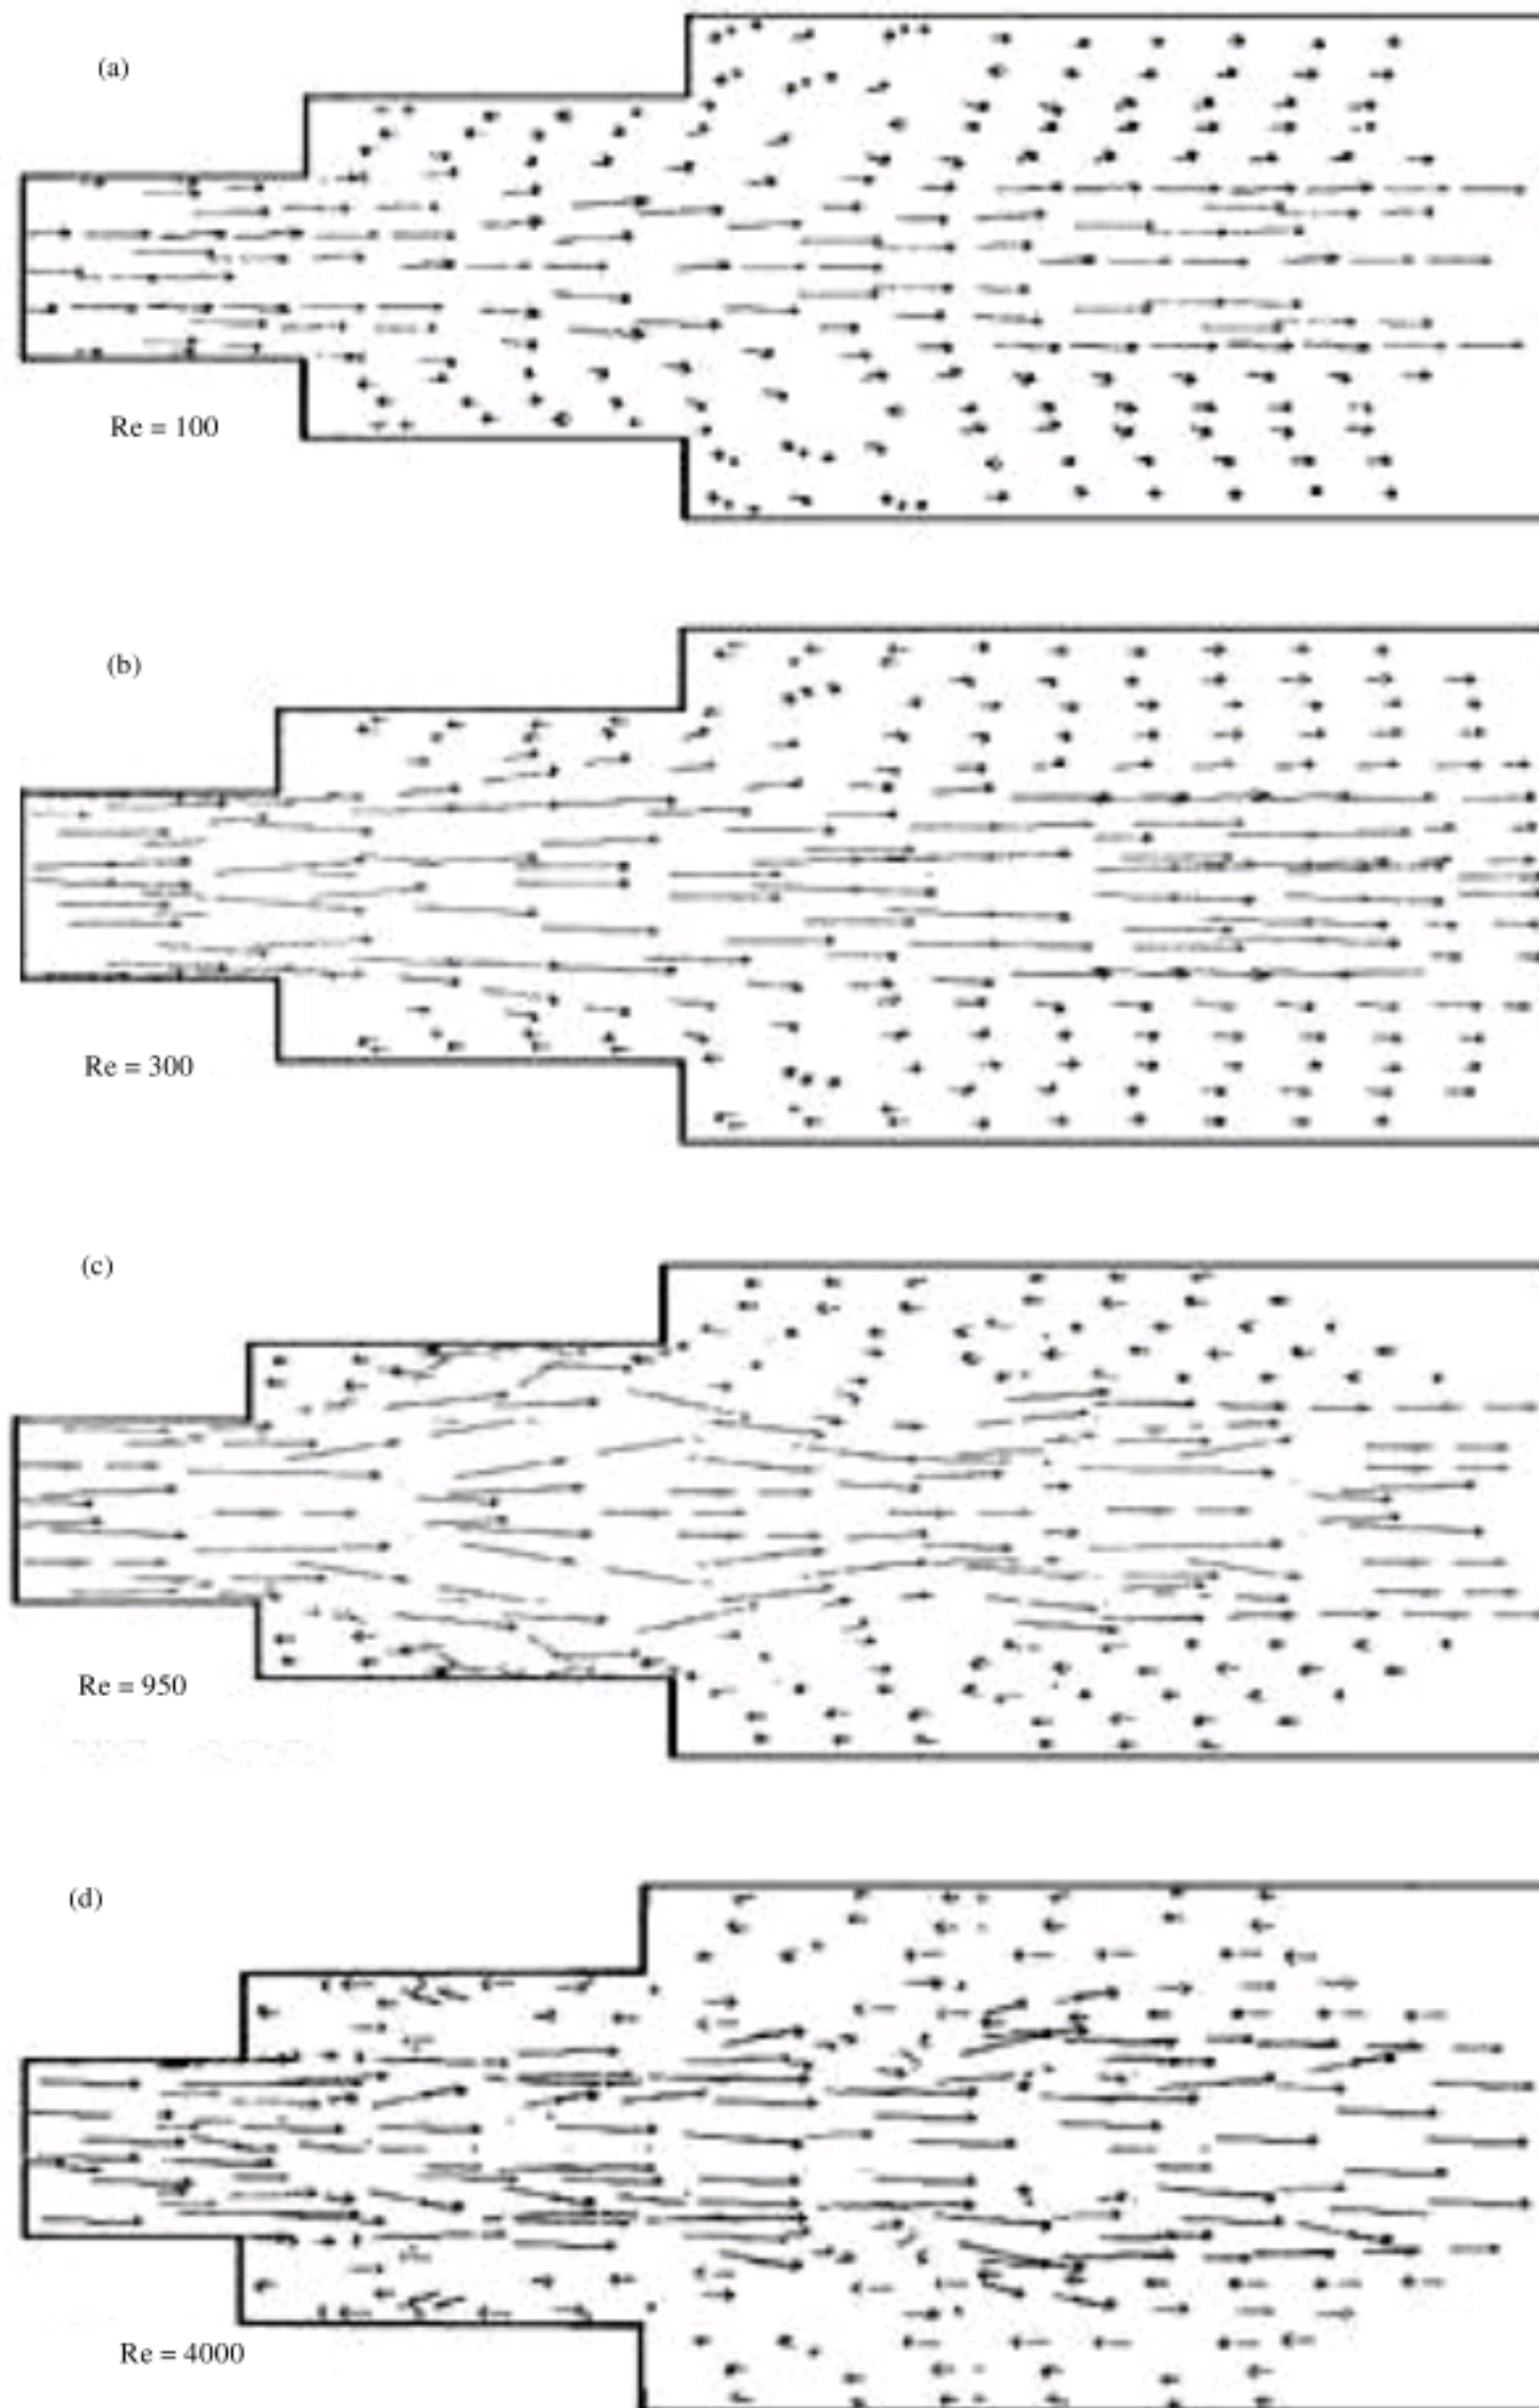 (a)
Re = 100
(b)
Re = 300
(c)
Re = 950
(d)
Re = 4000